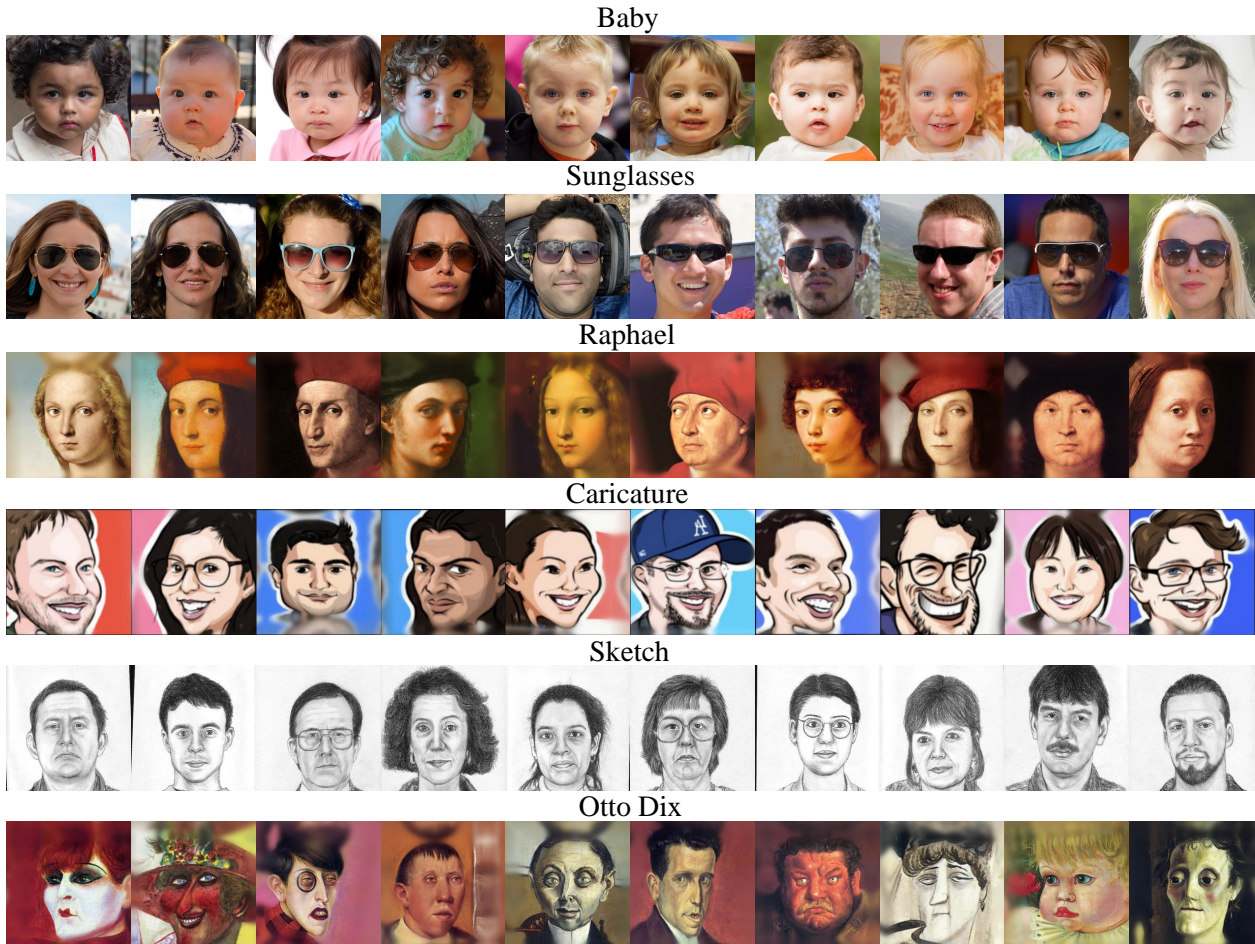 Baby
Sunglasses
Raphael
Caricature
Sketch
Otto Dix